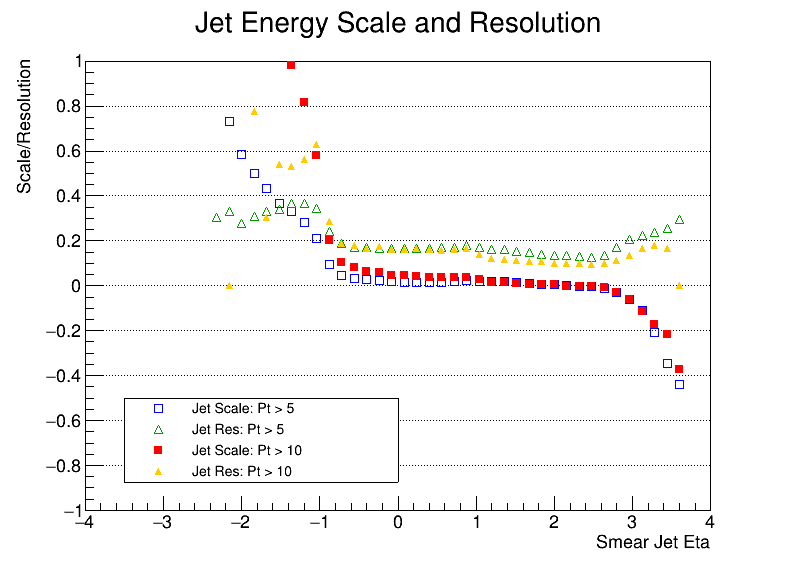 Jet Energy Scale and Resolution
Scale/Resolution
1
0.8
0.6
0.4
0.2
0
−0.2
−0.4
−0.6
−0.8
−1
Jet Scale: Pt > 5
Jet Res: Pt > 5
Jet Scale: Pt > 10
Jet Res: Pt > 10
−4 −3 −2 −1 0 1 2 3 4
Smear Jet Eta